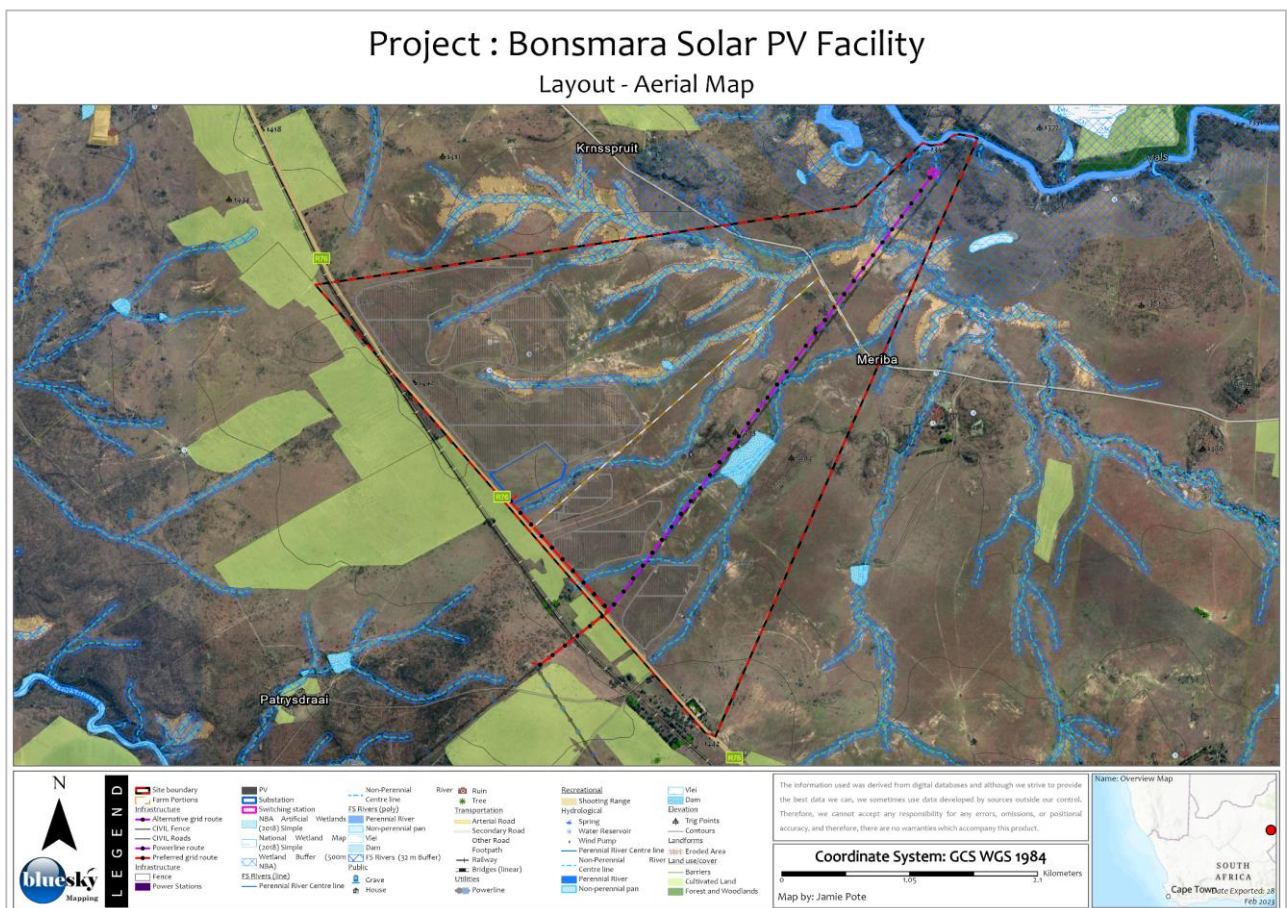 Project : Bonsmara Solar PV Facility
Layout - Aerial Map
1418
Krnsspruit
Vals
R76
Meriba
R76
Patrysdraai
1442
R76
N
bluesky
Mapping
LEGEND
Site boundary
Farm Portions
Infrastructure
Alternative grid route
CIVIL Fence
CIVIL Roads
Powerline route
Preferred grid route
Infrastructure
Fence
Power Stations
PV
Substation
Switching station
NBA Artificial Wetlands
(2018) Simple
National Wetland Map
(2018) Simple
Wetland Buffer (500m
NBA)
FS Rivers (line)
Perennial River Centre line
Non-Perennial River
Centre line
FS Rivers (poly)
Perennial River
Non-perennial pan
Vlei
Dam
FS Rivers (32 m Buffer)
Public
Grave
House
Ruin
Tree
Transportation
Arterial Road
Secondary Road
Other Road
Footpath
Railway
Bridges (linear)
Utilities
Powerline
Recreational
Shooting Range
Hydrological
Spring
Water Reservoir
Wind Pump
Perennial River Centre line
Non-Perennial River
Centre line
Perennial River
Non-perennial pan
Vlei
Dam
Elevation
Trig Points
Contours
Landforms
Eroded Area
Land use/cover
Barriers
Cultivated Land
Forest and Woodlands
The information used was derived from digital databases and although we strive to provide
the best data we can, we sometimes use data developed by sources outside our control.
Therefore, we cannot accept any responsibility for any errors, omissions, or positional
accuracy, and therefore, there are no warranties which accompany this product.
Coordinate System: GCS WGS 1984
0 1.05 2.1 Kilometers
Map by: Jamie Pote
Name: Overview Map
SOUTH
AFRICA
Cape Town
Date Exported: 28
Feb 2023